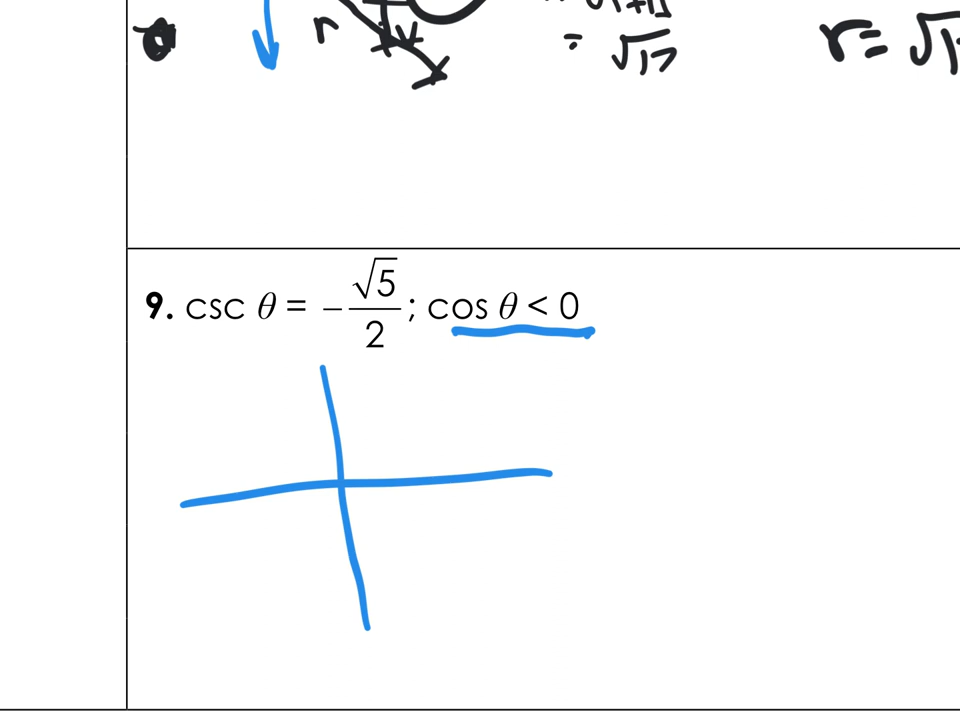 r
= √17
r= √1
9. csc θ = −√5/2 ; cos θ < 0